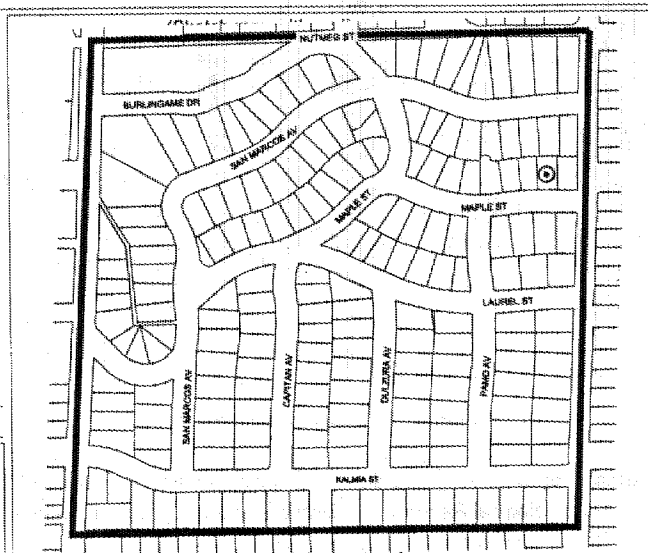 NUTMEG ST
BURLINGAME DR
SAN MARCOS AV
MAPLE ST
MAPLE ST
LAUREL ST
SAN MARCOS AV
CAPITAN AV
DULZURA AV
PAMO AV
KALMIA ST